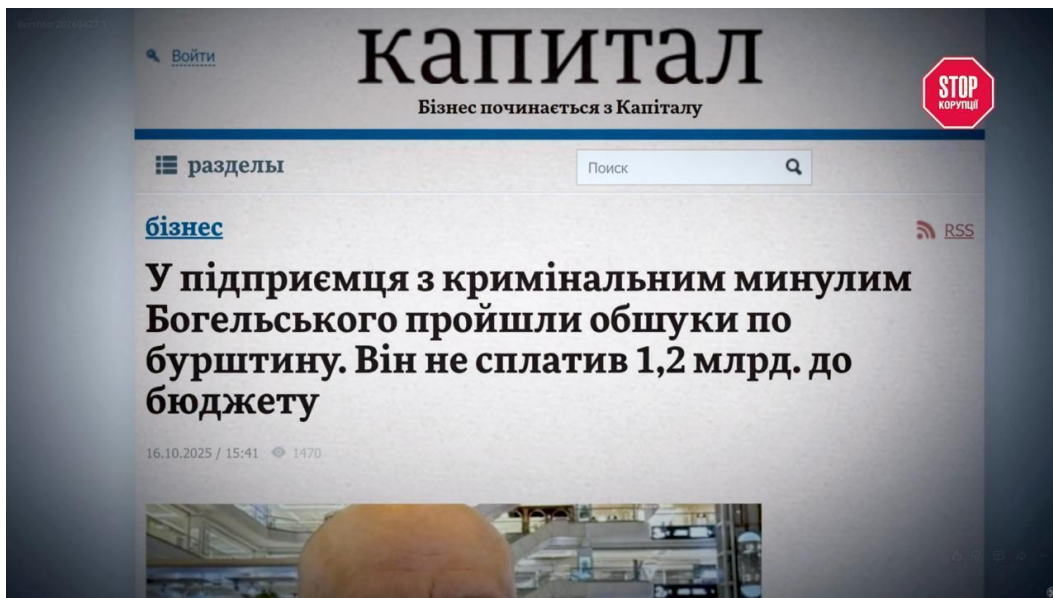 Войти
капитал
Бізнес починається з Капіталу
STOP
КОРУПЦІЇ
разделы
Поиск
бізнес
RSS
У підприємця з кримінальним минулим
Богельського пройшли обшуки по
бурштину. Він не сплатив 1,2 млрд. до
бюджету
16.10.2025 / 15:41 1470